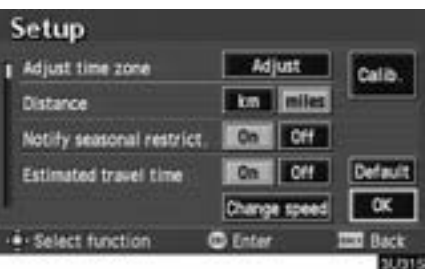 Setup
Adjust time zone Adjust Calib.
Distance km miles
Notify seasonal restrict. On Off
Estimated travel time On Off Default
Change speed OK
Select function Enter Back